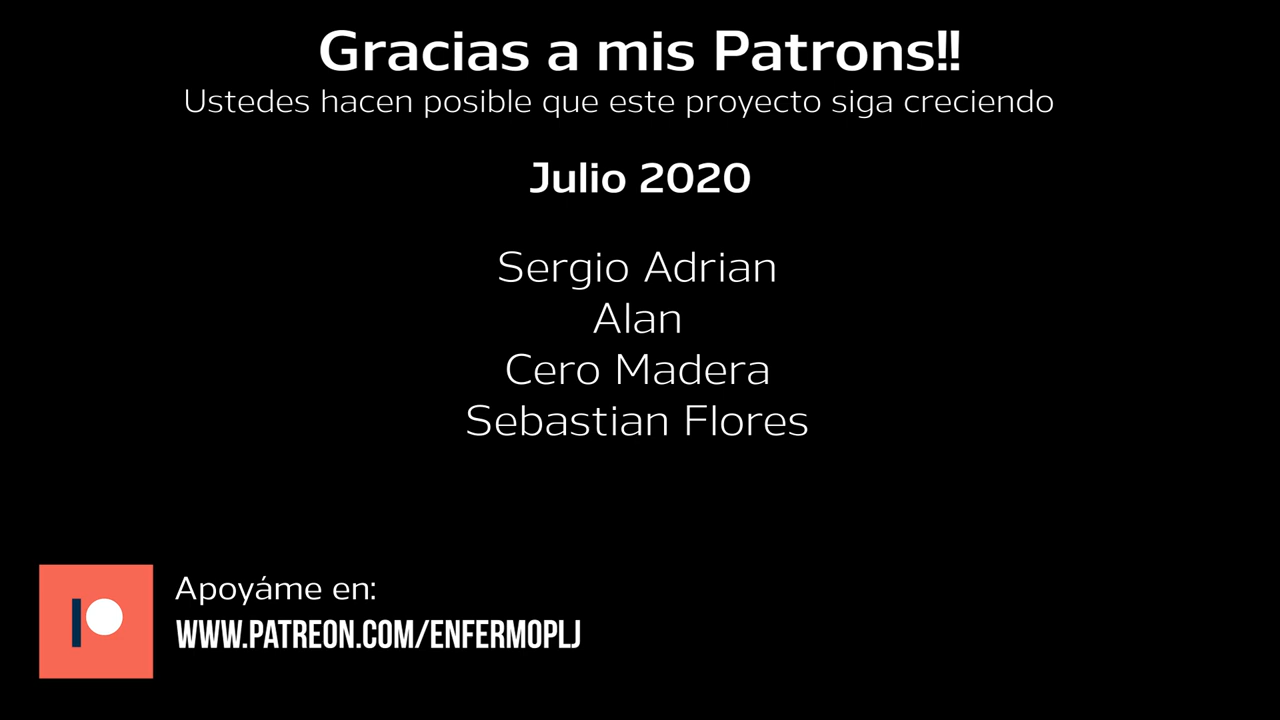 Gracias a mis Patrons!!
Ustedes hacen posible que este proyecto siga creciendo
Julio 2020
Sergio Adrian
Alan
Cero Madera
Sebastian Flores
Apoyáme en:
WWW.PATREON.COM/ENFERMOPLJ